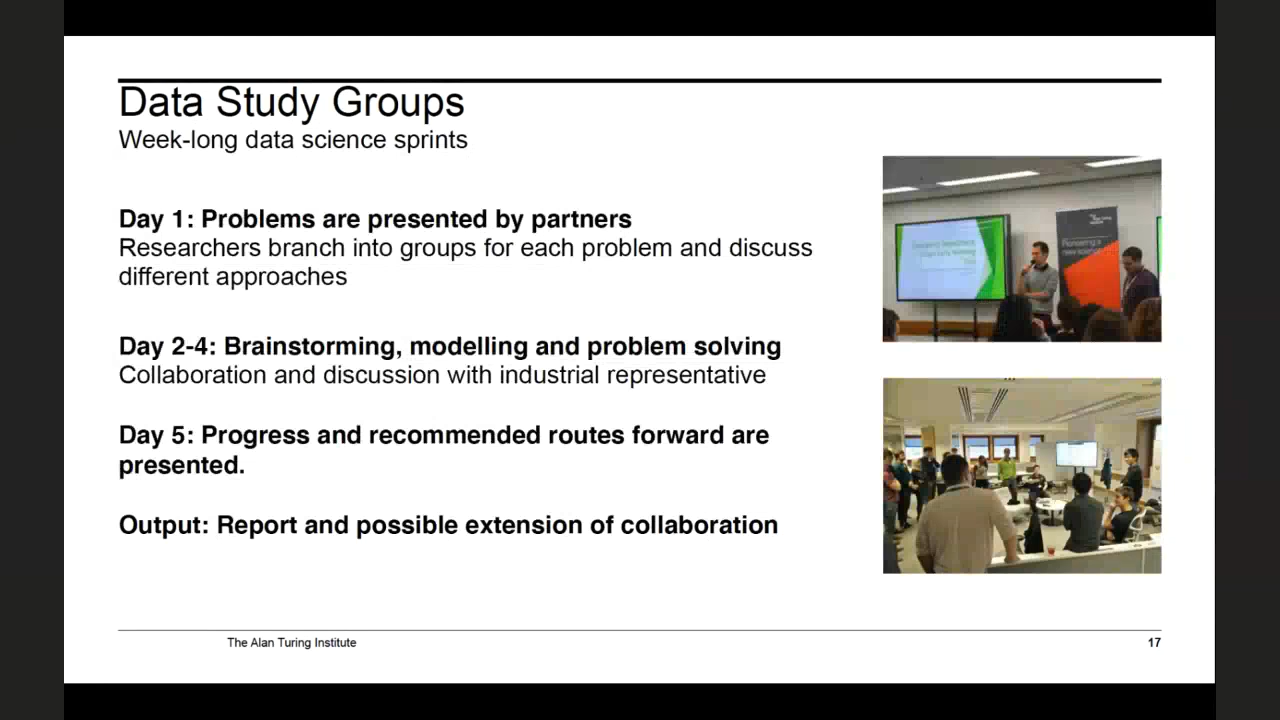 Data Study Groups
Week-long data science sprints
Day 1: Problems are presented by partners
Researchers branch into groups for each problem and discuss
different approaches
Day 2-4: Brainstorming, modelling and problem solving
Collaboration and discussion with industrial representative
Day 5: Progress and recommended routes forward are
presented.
Output: Report and possible extension of collaboration
Pioneering a
new science
The Alan Turing Institute
17